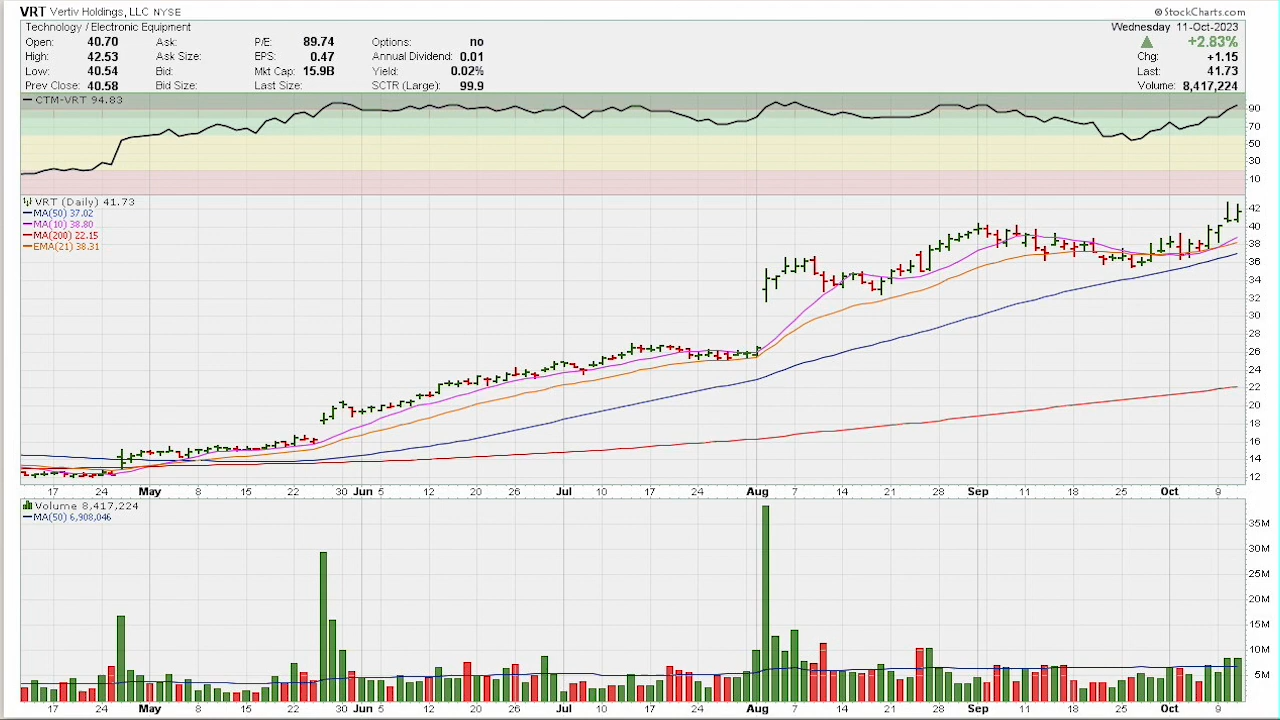 VRT Vertiv Holdings, LLC NYSE © StockCharts.com
Technology / Electronic Equipment Wednesday 11-Oct-2023
Open: 40.70 Ask: P/E: 89.74 Options: no ▲ +2.83%
High: 42.53 Ask Size: EPS: 0.47 Annual Dividend: 0.01 Chg: +1.15
Low: 40.54 Bid: Mkt Cap: 15.9B Yield: 0.02% Last: 41.73
Prev Close: 40.58 Bid Size: Last Size: SCTR (Large): 99.9 Volume: 8,417,224
CTM-VRT 94.83
90
70
50
30
10
VRT (Daily) 41.73
MA(50) 37.02
MA(10) 38.80
MA(200) 22.15
EMA(21) 38.31
42
40
38
36
34
32
30
28
26
24
22
20
18
16
14
12
17 24 May 8 15 22 30 Jun 5 12 20 26 Jul 10 17 24 Aug 7 14 21 28 Sep 11 18 25 Oct 9
Volume 8,417,224
MA(50) 6,908,046
35M
30M
25M
20M
15M
10M
5M
17 24 May 8 15 22 30 Jun 5 12 20 26 Jul 10 17 24 Aug 7 14 21 28 Sep 11 18 25 Oct 9